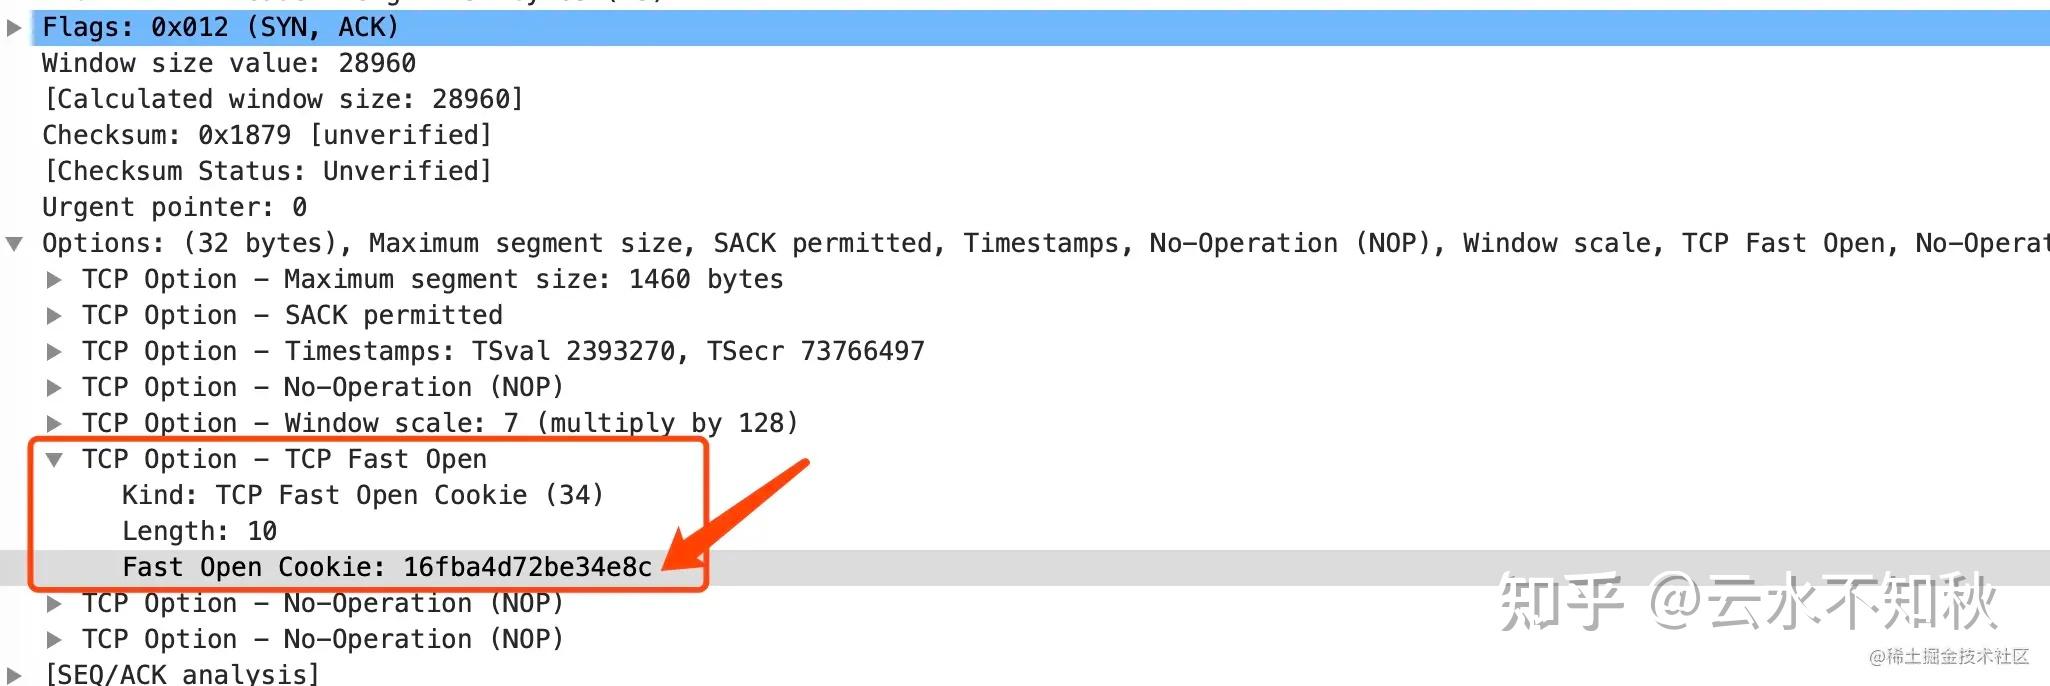 Flags: 0x012 (SYN, ACK)
Window size value: 28960
[Calculated window size: 28960]
Checksum: 0x1879 [unverified]
[Checksum Status: Unverified]
Urgent pointer: 0
Options: (32 bytes), Maximum segment size, SACK permitted, Timestamps, No-Operation (NOP), Window scale, TCP Fast Open, No-Operat
TCP Option – Maximum segment size: 1460 bytes
TCP Option – SACK permitted
TCP Option – Timestamps: TSval 2393270, TSecr 73766497
TCP Option – No-Operation (NOP)
TCP Option – Window scale: 7 (multiply by 128)
TCP Option – TCP Fast Open
Kind: TCP Fast Open Cookie (34)
Length: 10
Fast Open Cookie: 16fba4d72be34e8c
TCP Option – No-Operation (NOP)
TCP Option – No-Operation (NOP)
[SEQ/ACK analysis]
知乎 @云水不知秋
@稀土掘金技术社区